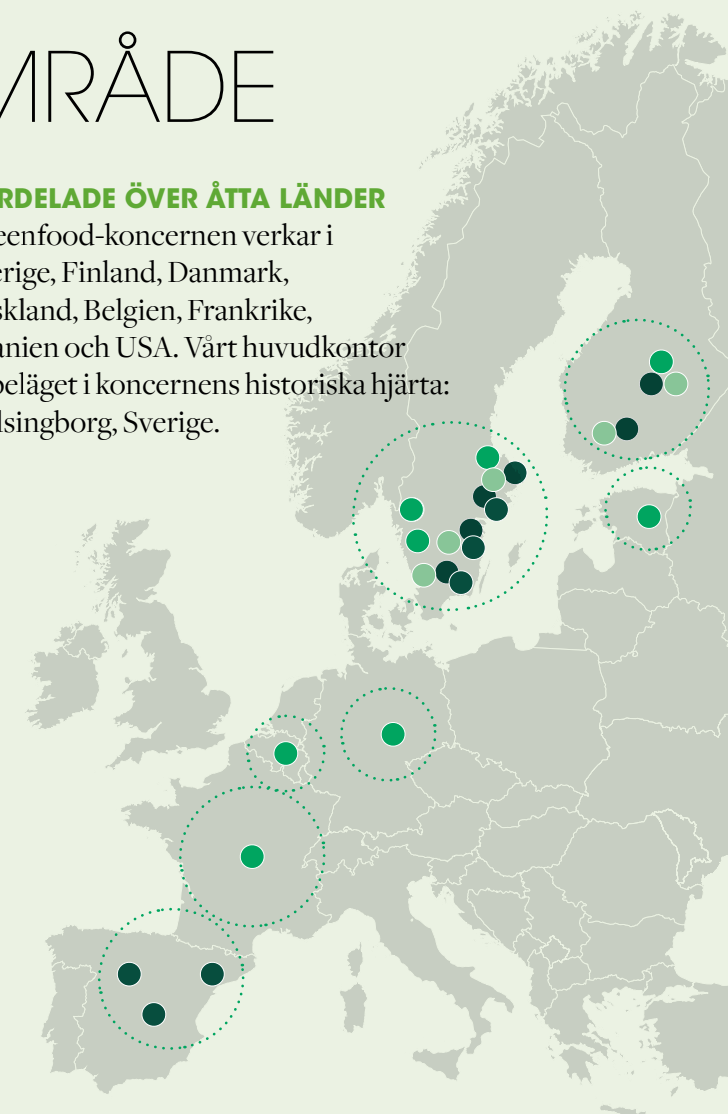 MRÅDE
RDELADE ÖVER ÅTTA LÄNDER
eenfood-koncernen verkar i
erige, Finland, Danmark,
skland, Belgien, Frankrike,
anien och USA. Vårt huvudkontor
beläget i koncernens historiska hjärta:
lsingborg, Sverige.